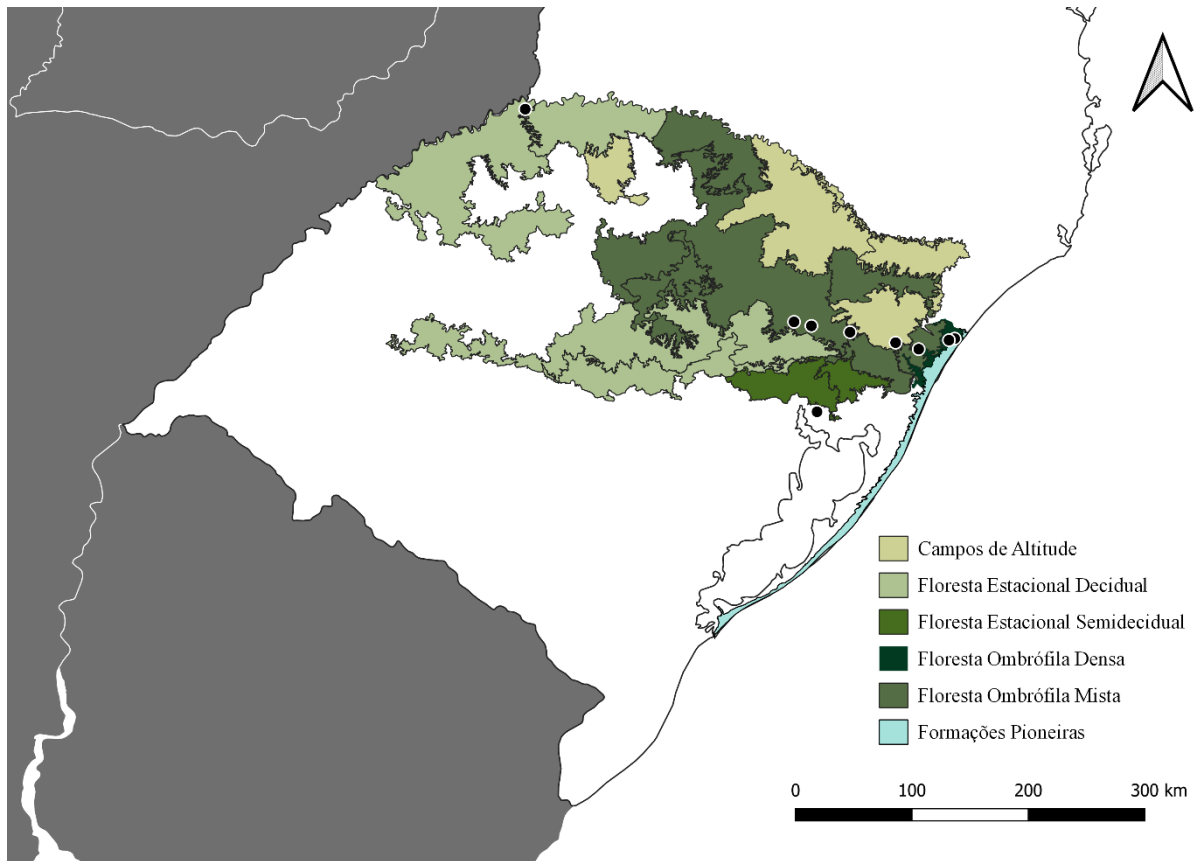 Campos de Altitude
Floresta Estacional Decidual
Floresta Estacional Semidecidual
Floresta Ombrófila Densa
Floresta Ombrófila Mista
Formações Pioneiras
0 100 200 300 km